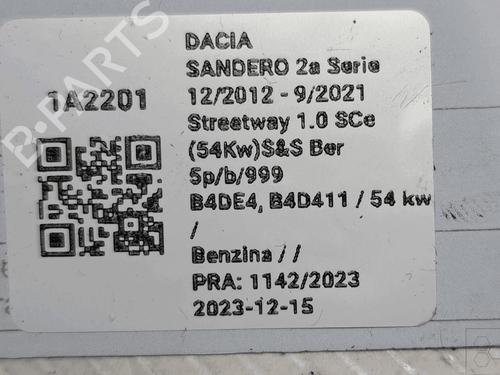 DACIA
SANDERO 2a Serie
12/2012 - 9/2021
1A2201
Streetway 1.0 SCe
(54Kw)S&S Ber
5p/b/999
B4DE4, B4D411 / 54 kw
/
Benzina / /
PRA: 1142/2023
2023-12-15
B-PARTS